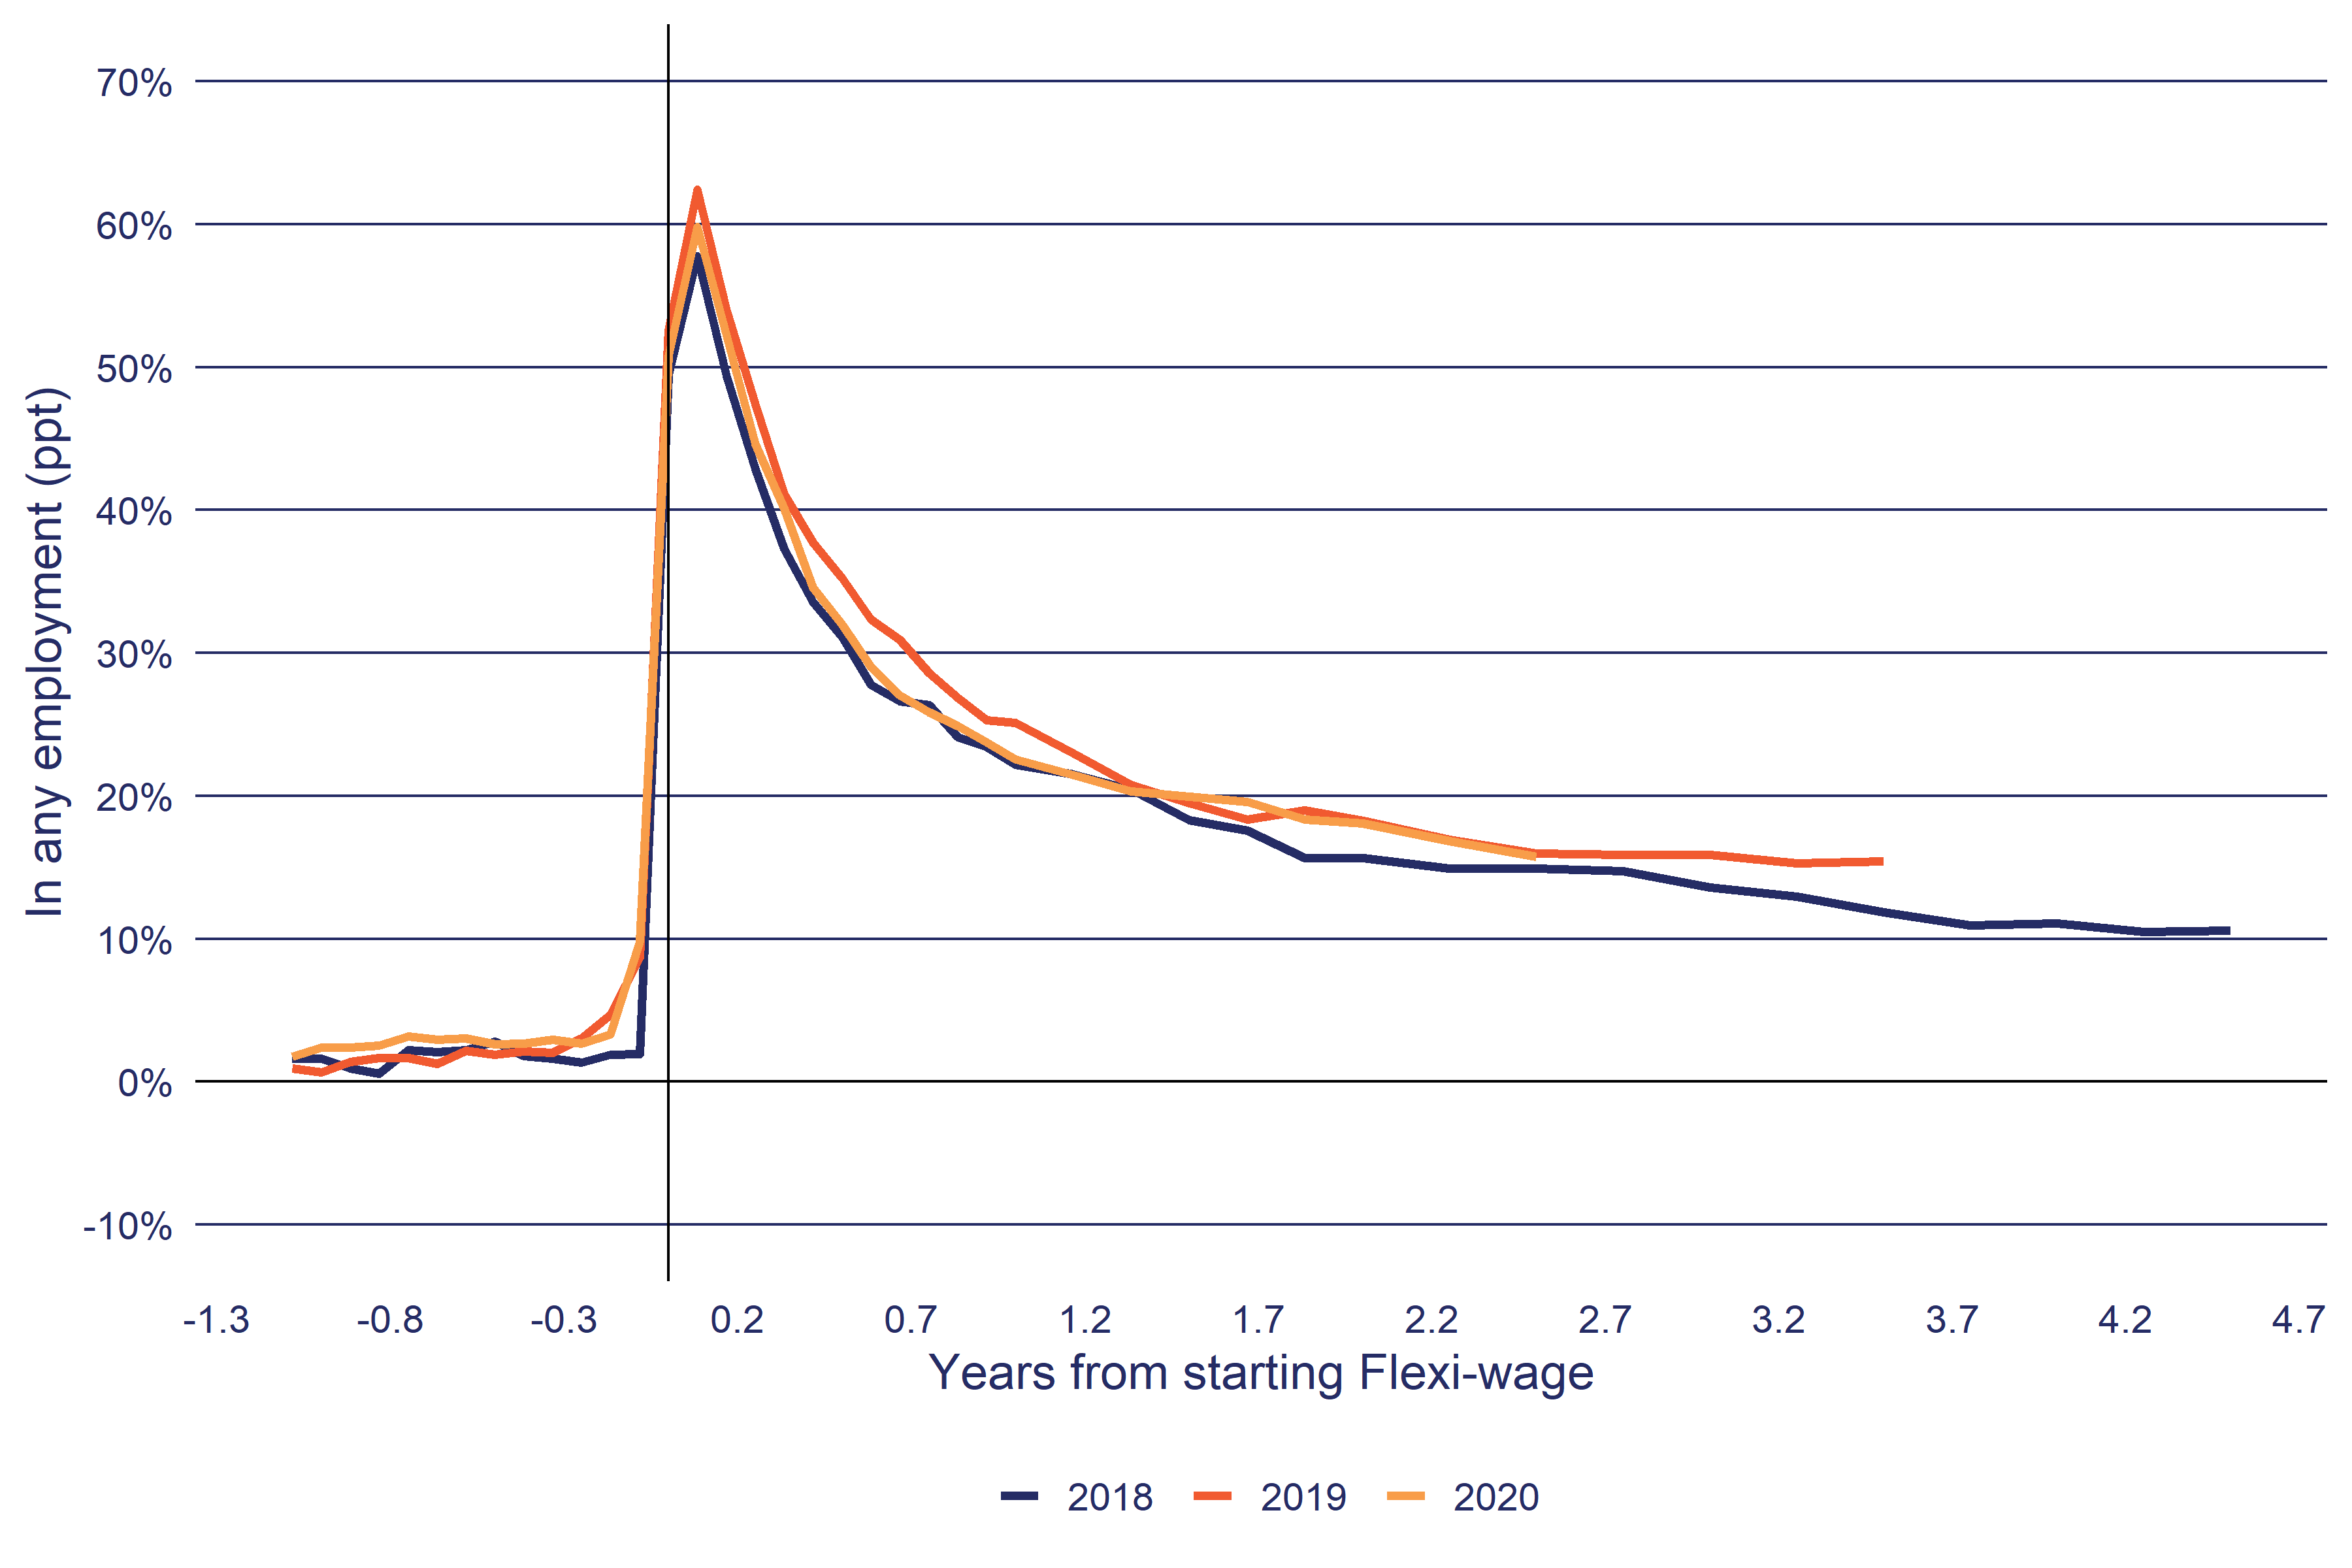 In any employment (ppt)
70%
60%
50%
40%
30%
20%
10%
0%
-10%
-1.3 -0.8 -0.3 0.2 0.7 1.2 1.7 2.2 2.7 3.2 3.7 4.2 4.7
Years from starting Flexi-wage
2018 2019 2020